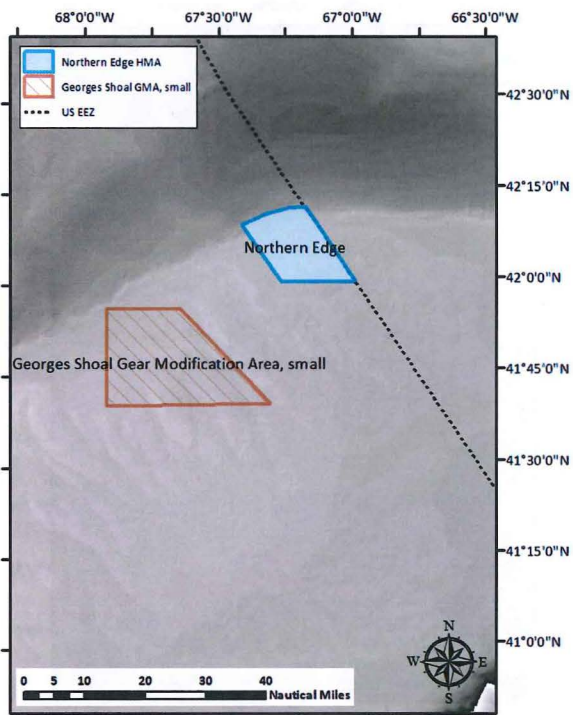 68°0'0"W 67°30'0"W 67°0'0"W 66°30'0"W
Northern Edge HMA
Georges Shoal GMA, small
US EEZ
42°30'0"N
42°15'0"N
Northern Edge
42°0'0"N
Georges Shoal Gear Modification Area, small
41°45'0"N
41°30'0"N
41°15'0"N
41°0'0"N
N
W E
S
0 5 10 20 30 40
Nautical Miles